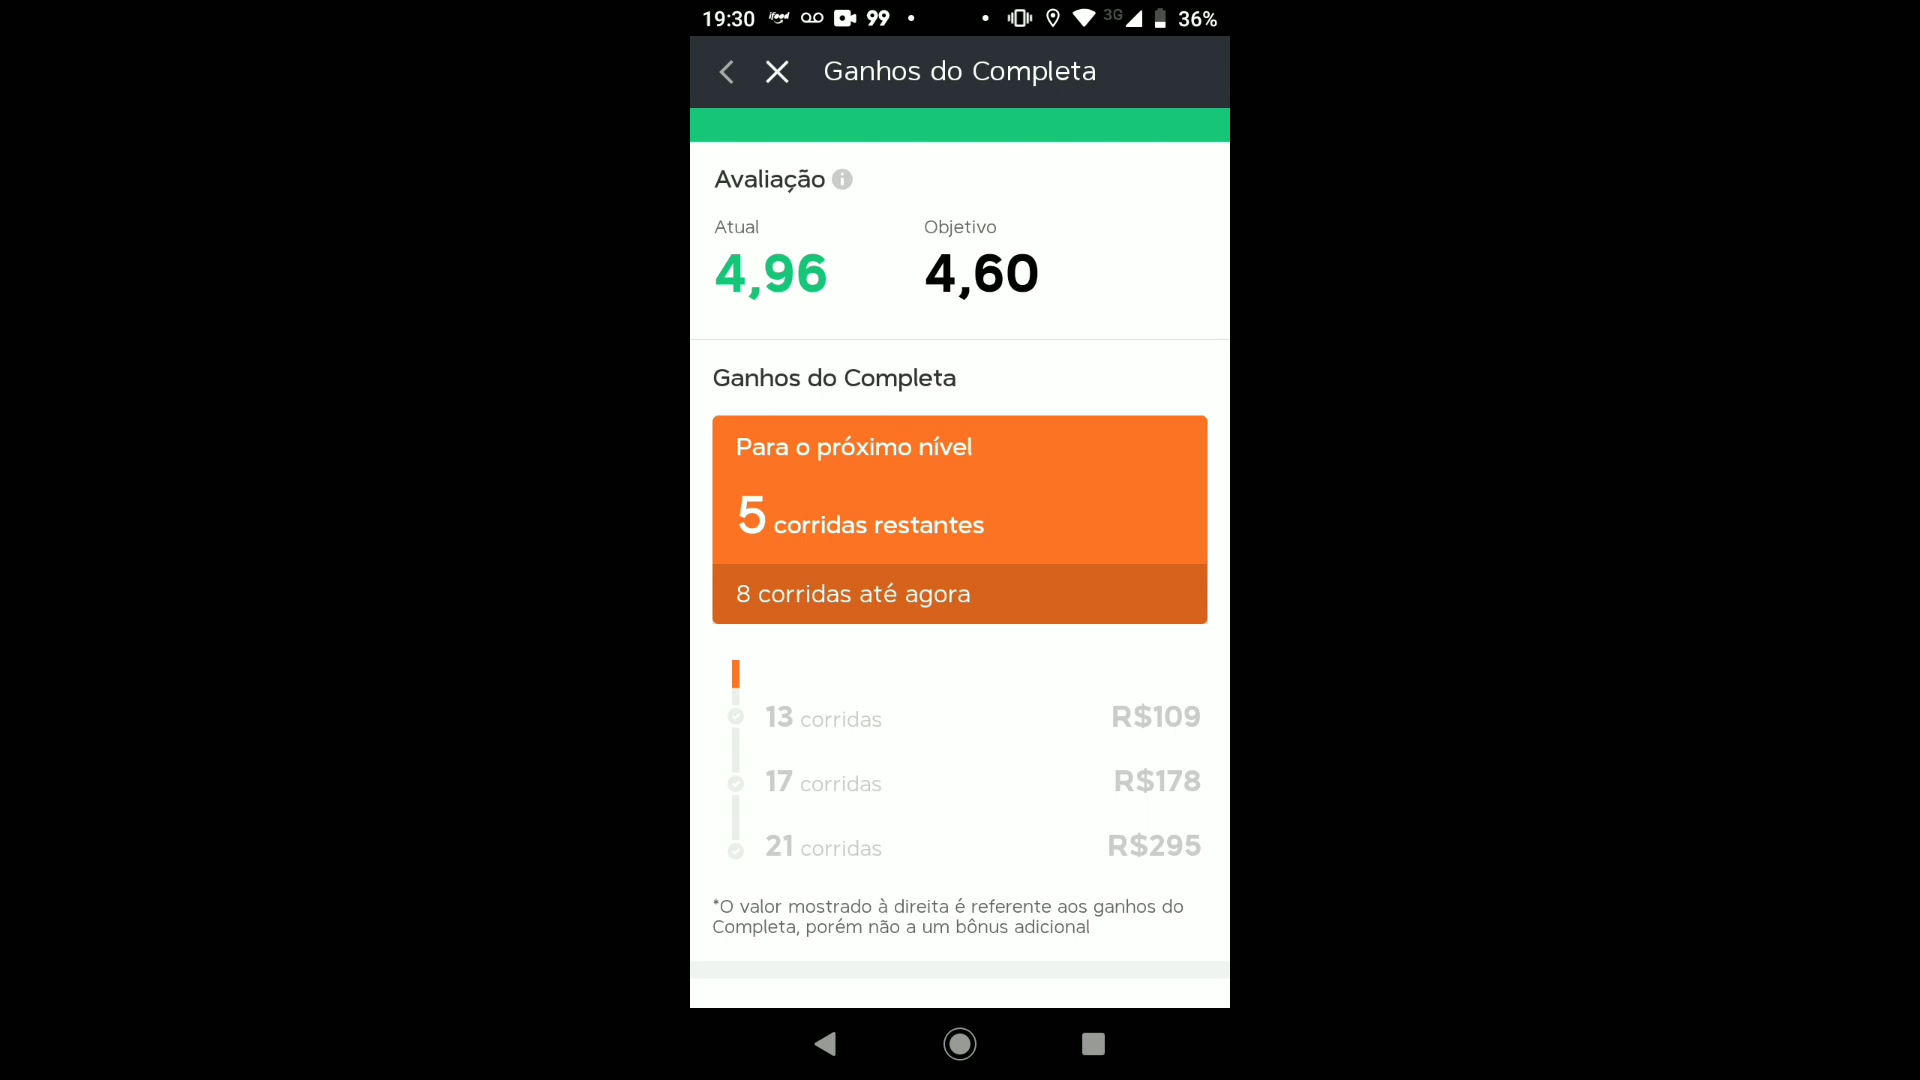 19:30 ifood 99 3G 36%
Ganhos do Completa
Avaliação
Atual Objetivo
4,96 4,60
Ganhos do Completa
Para o próximo nível
5 corridas restantes
8 corridas até agora
13 corridas R$109
17 corridas R$178
21 corridas R$295
*O valor mostrado à direita é referente aos ganhos do
Completa, porém não a um bônus adicional